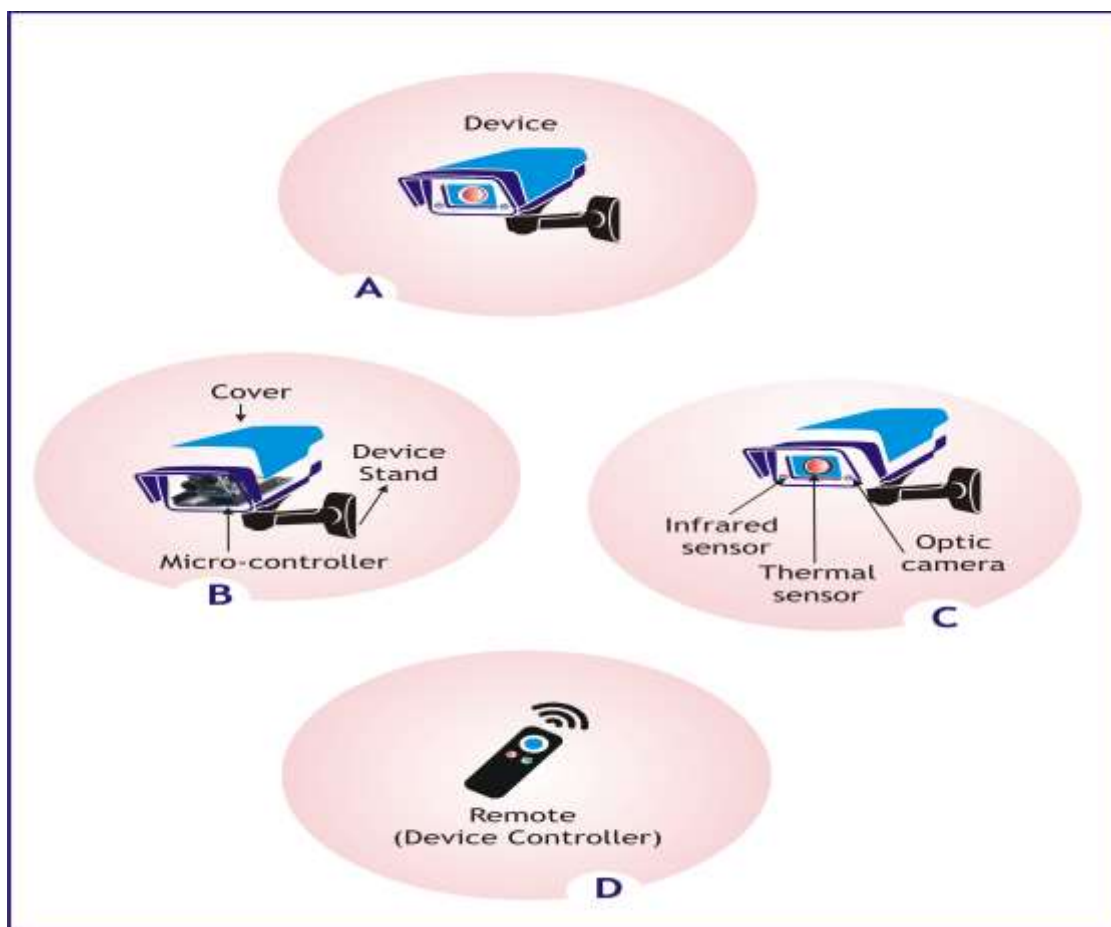 Device
A
Cover
Device
Stand
Micro-controller
B
Infrared
sensor
Thermal
sensor
Optic
camera
C
Remote
(Device Controller)
D